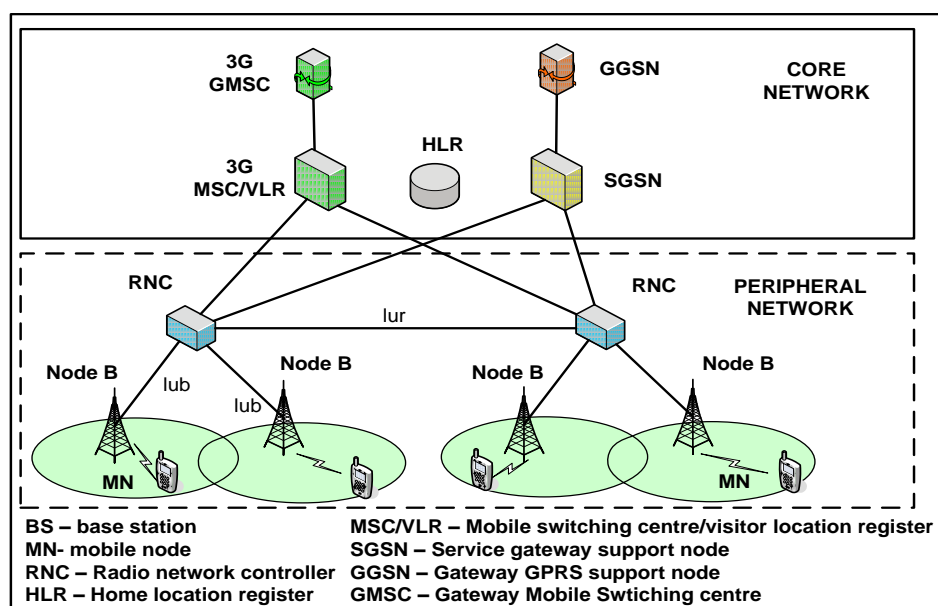 3G
GMSC
GGSN
CORE
NETWORK
HLR
3G
MSC/VLR
SGSN
RNC
RNC
PERIPHERAL
NETWORK
lur
Node B
Node B
Node B
Node B
lub
lub
MN
MN
BS – base station
MN- mobile node
RNC – Radio network controller
HLR – Home location register
MSC/VLR – Mobile switching centre/visitor location register
SGSN – Service gateway support node
GGSN – Gateway GPRS support node
GMSC – Gateway Mobile Swtiching centre